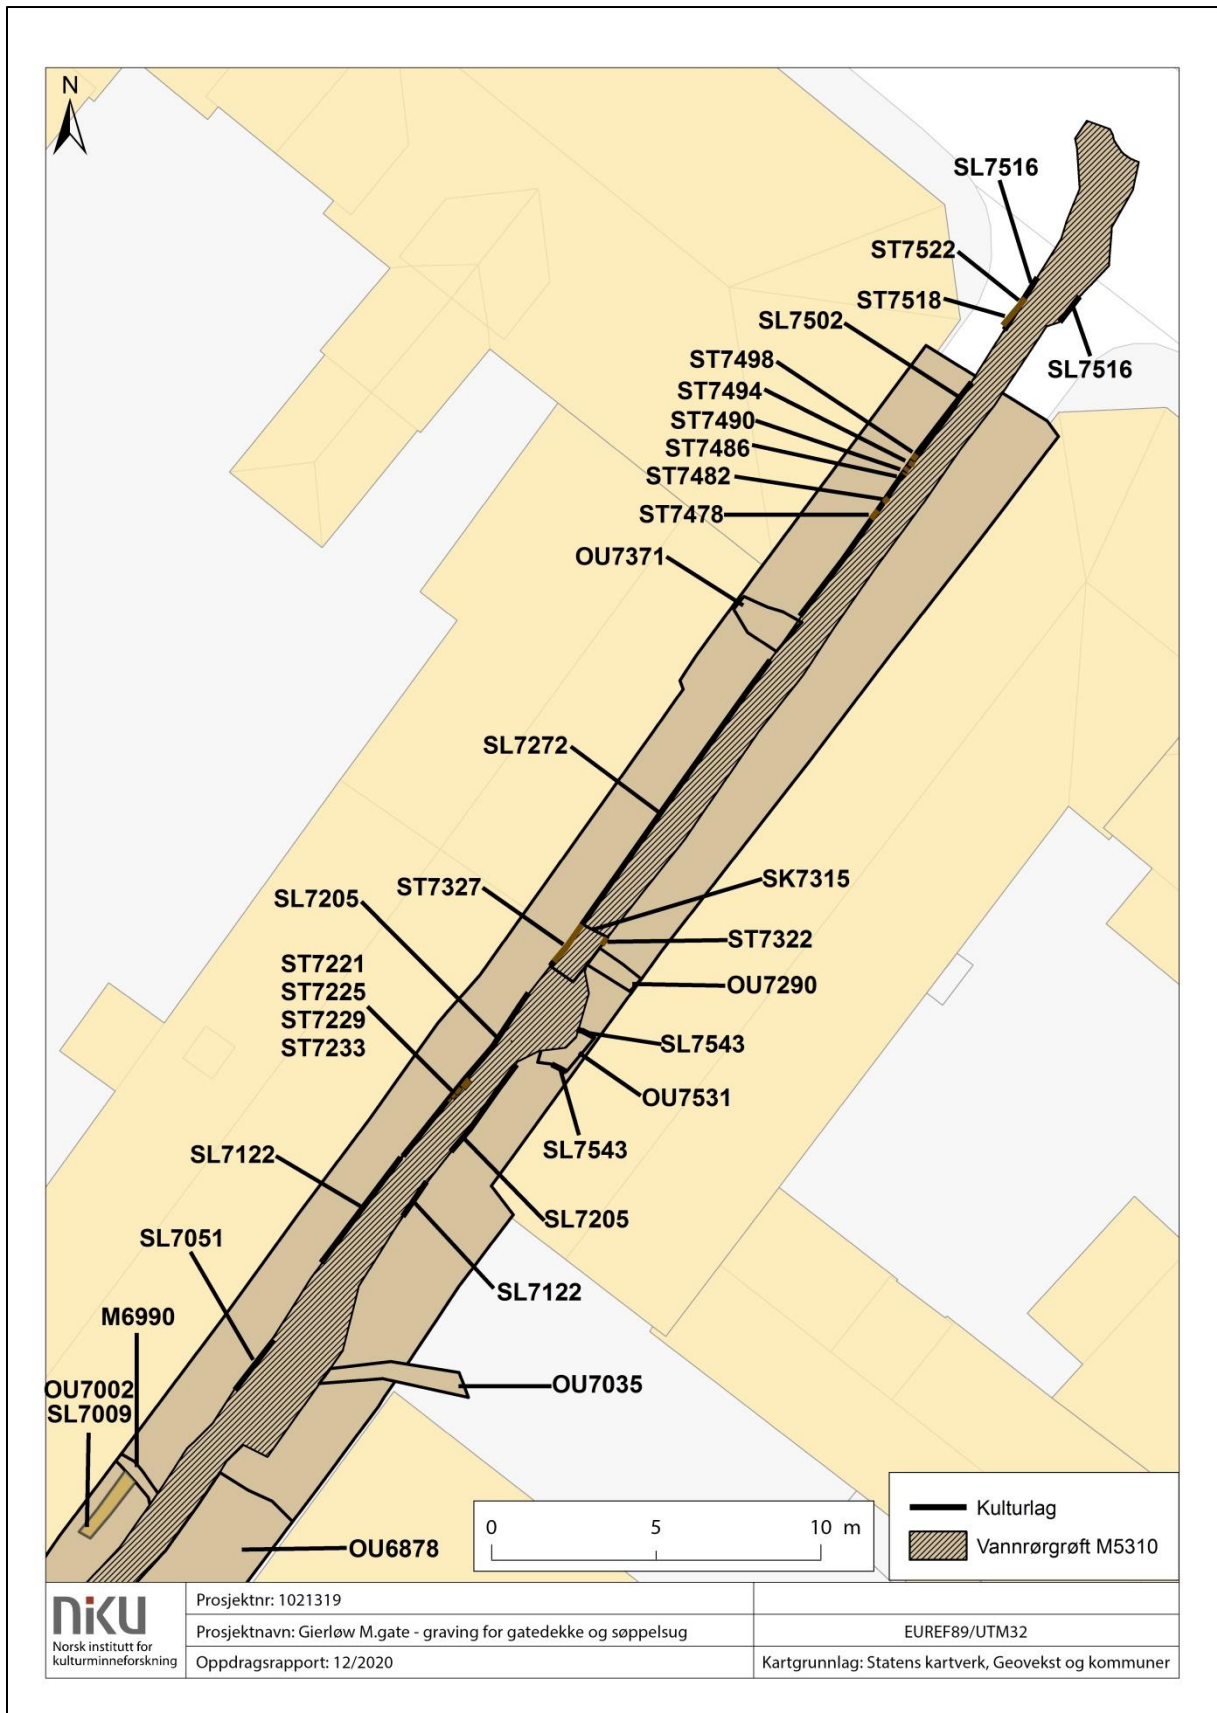 N
SL7516
ST7522
ST7518
SL7502
SL7516
ST7498
ST7494
ST7490
ST7486
ST7482
ST7478
OU7371
SL7272
SK7315
ST7327
SL7205
ST7322
ST7221
ST7225
ST7229
ST7233
OU7290
SL7543
OU7531
SL7543
SL7122
SL7205
SL7051
SL7122
M6990
OU7002
SL7009
OU7035
OU6878
0 5 10 m
Kulturlag
Vannrørgrøft M5310
niku
Norsk institutt for
kulturminneforskning
Prosjektnr: 1021319
Prosjektnavn: Gierløw M.gate - graving for gatedekke og søppelsug
EUREF89/UTM32
Oppdragsrapport: 12/2020
Kartgrunnlag: Statens kartverk, Geovekst og kommuner